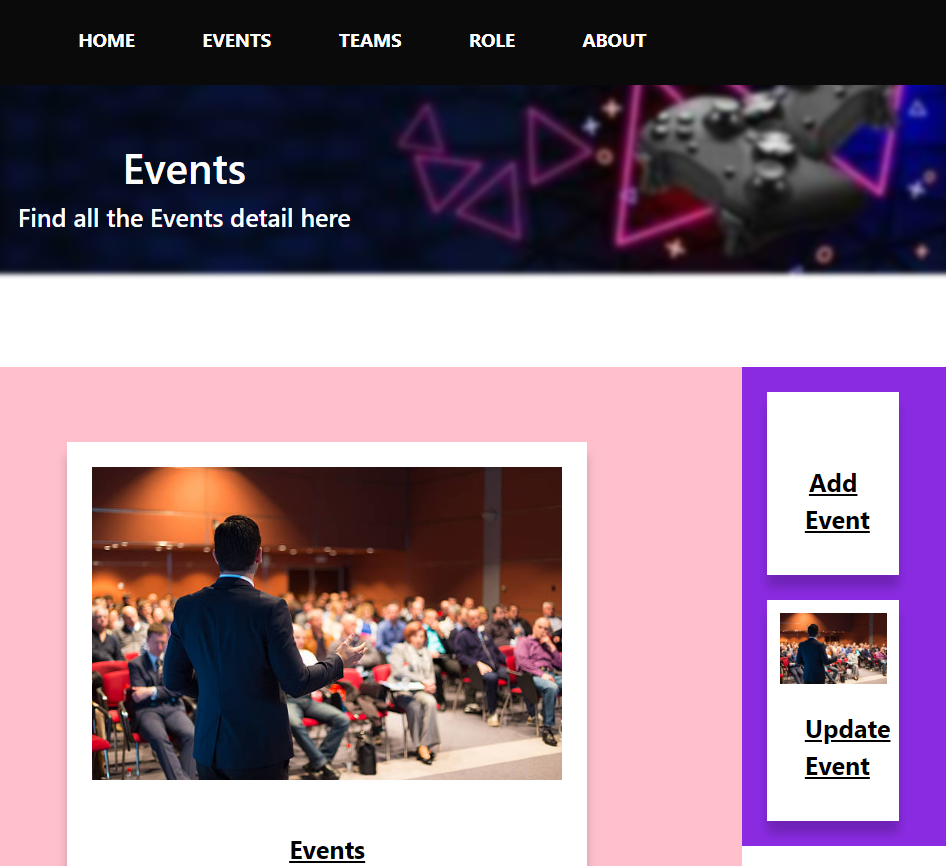 HOME EVENTS TEAMS ROLE ABOUT
Events
Find all the Events detail here
Events
Add
Event
Update
Event